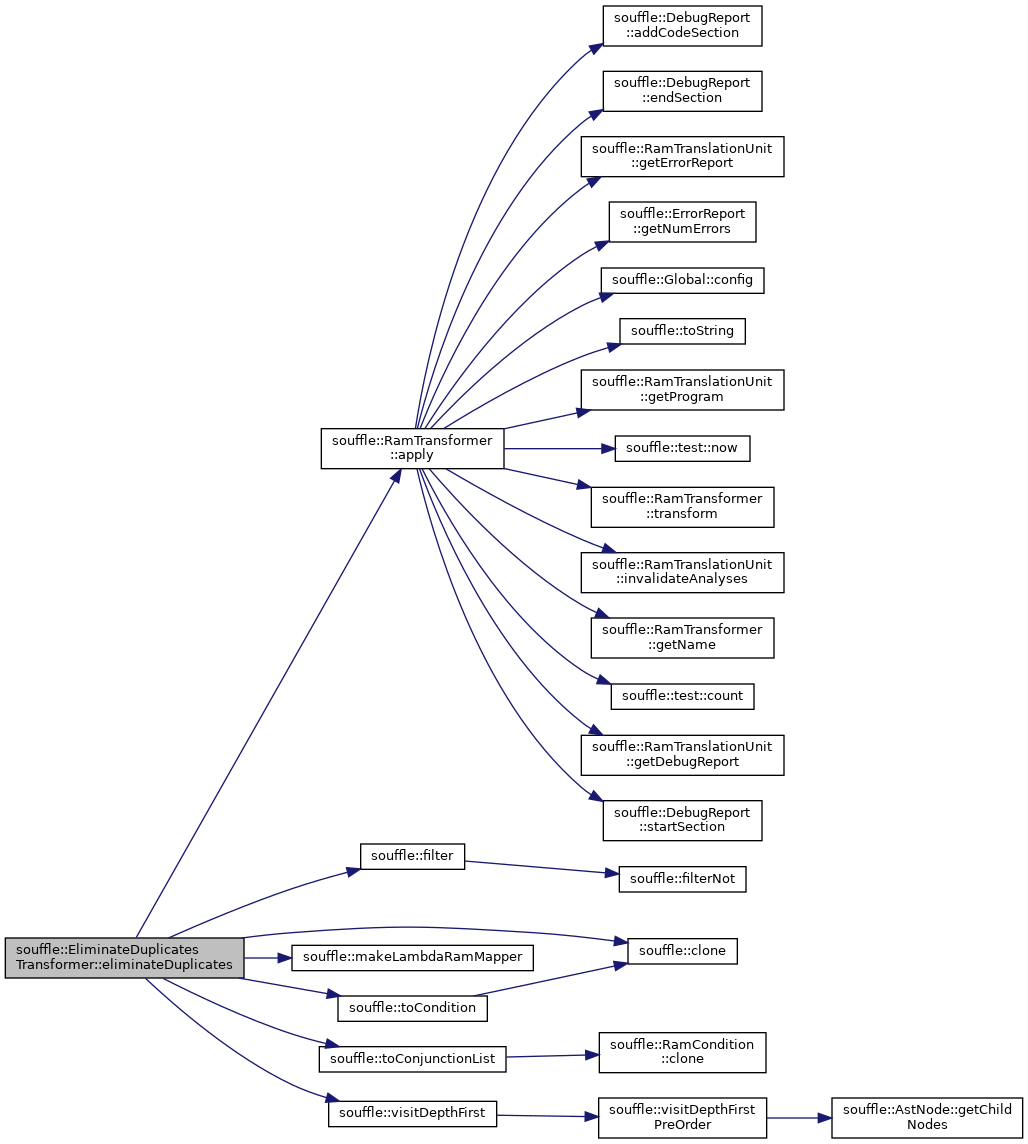 souffle::DebugReport
::addCodeSection
souffle::DebugReport
::endSection
souffle::RamTranslationUnit
::getErrorReport
souffle::ErrorReport
::getNumErrors
souffle::Global::config
souffle::toString
souffle::RamTranslationUnit
::getProgram
souffle::RamTransformer
::apply
souffle::test::now
souffle::RamTransformer
::transform
souffle::RamTranslationUnit
::invalidateAnalyses
souffle::RamTransformer
::getName
souffle::test::count
souffle::RamTranslationUnit
::getDebugReport
souffle::DebugReport
::startSection
souffle::filter
souffle::filterNot
souffle::EliminateDuplicates
Transformer::eliminateDuplicates
souffle::clone
souffle::makeLambdaRamMapper
souffle::toCondition
souffle::toConjunctionList
souffle::RamCondition
::clone
souffle::visitDepthFirst
souffle::visitDepthFirst
PreOrder
souffle::AstNode::getChild
Nodes